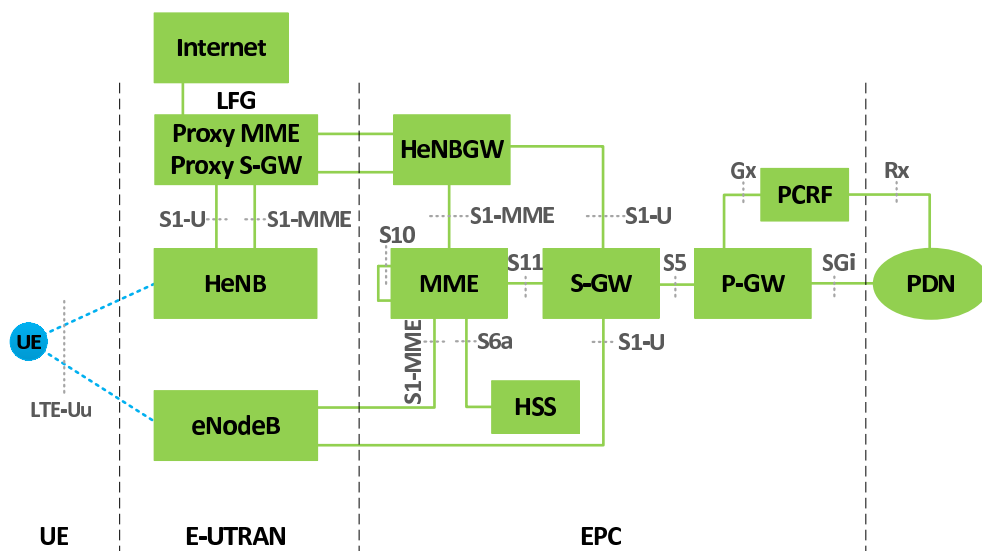 Internet
LFG
Proxy MME
Proxy S-GW
HeNBGW
Gx
PCRF
Rx
S1-U
S1-MME
S1-MME
S1-U
S10
HeNB
MME
S11
S-GW
S5
P-GW
SGi
PDN
UE
S1-MME
S6a
S1-U
LTE-Uu
HSS
eNodeB
UE
E-UTRAN
EPC